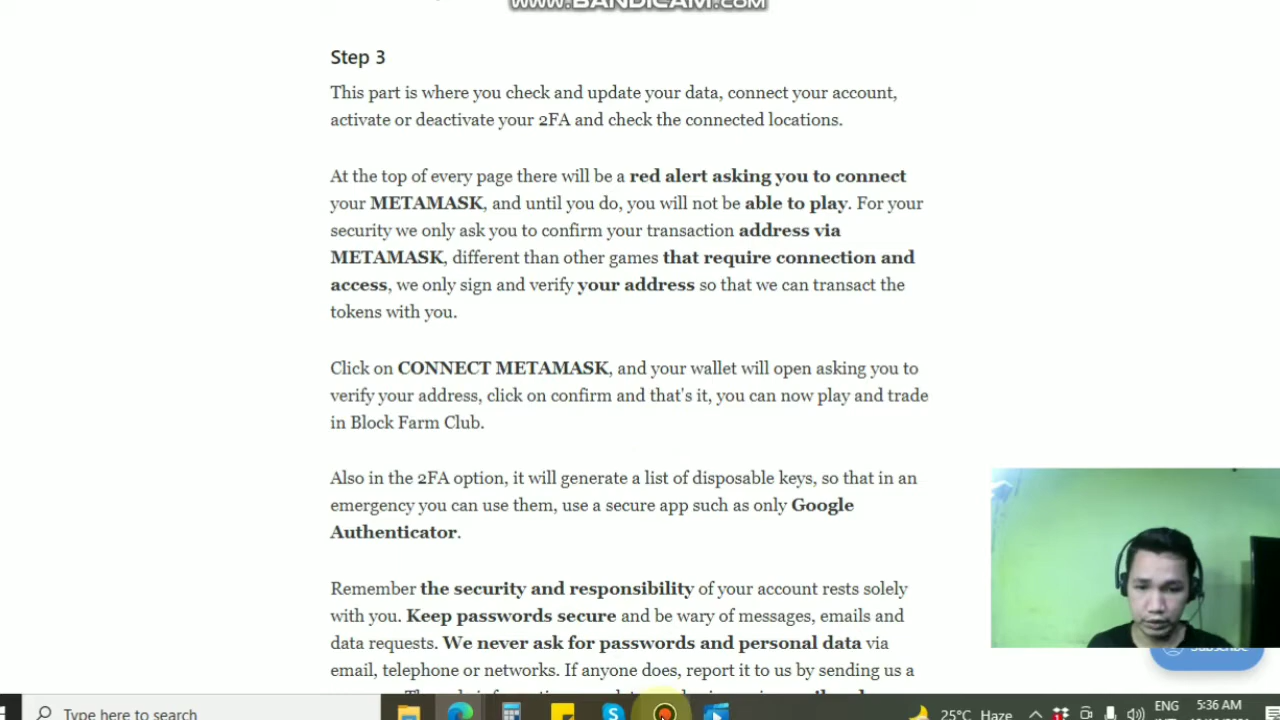 www.BANDICAM.com
Step 3
This part is where you check and update your data, connect your account,
activate or deactivate your 2FA and check the connected locations.
At the top of every page there will be a red alert asking you to connect
your METAMASK, and until you do, you will not be able to play. For your
security we only ask you to confirm your transaction address via
METAMASK, different than other games that require connection and
access, we only sign and verify your address so that we can transact the
tokens with you.
Click on CONNECT METAMASK, and your wallet will open asking you to
verify your address, click on confirm and that's it, you can now play and trade
in Block Farm Club.
Also in the 2FA option, it will generate a list of disposable keys, so that in an
emergency you can use them, use a secure app such as only Google
Authenticator.
Remember the security and responsibility of your account rests solely
with you. Keep passwords secure and be wary of messages, emails and
data requests. We never ask for passwords and personal data via
email, telephone or networks. If anyone does, report it to us by sending us a
Subscribe
Type here to search
25°C Haze
ENG
5:36 AM